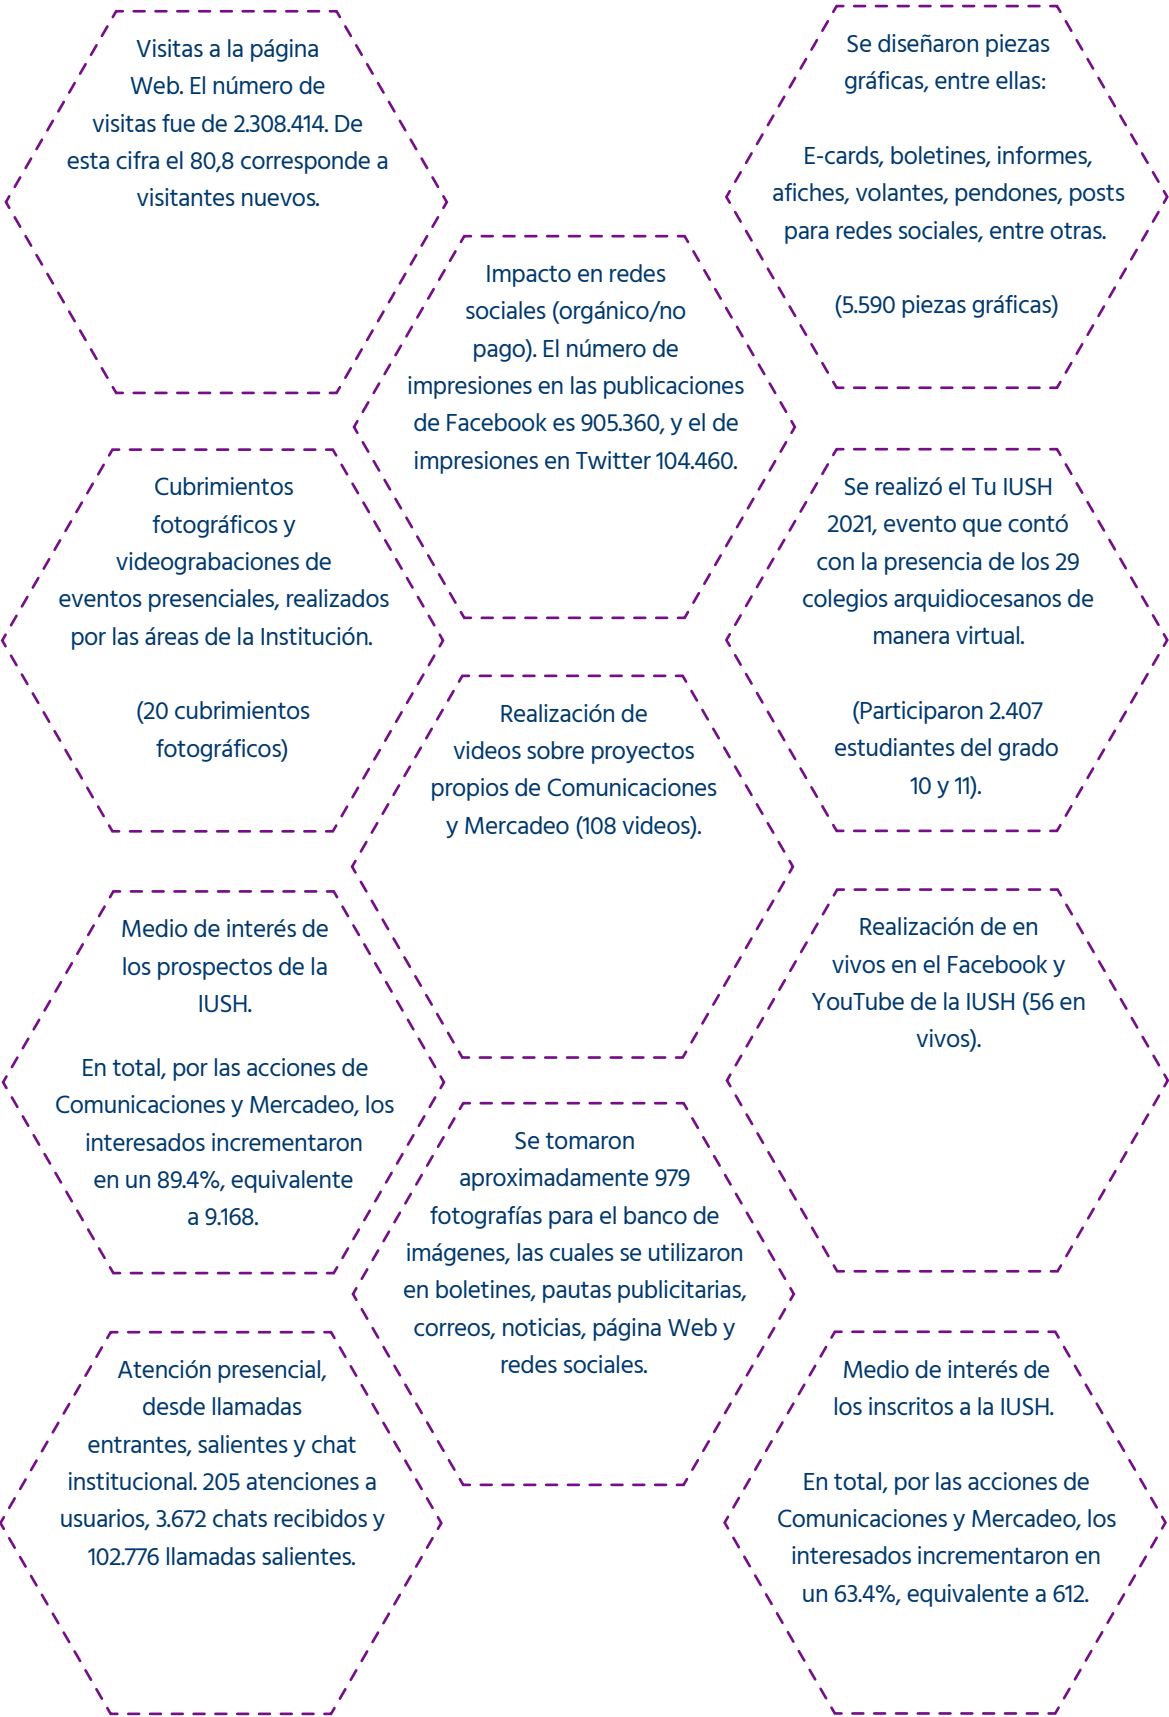 Visitas a la página
Web. El número de
visitas fue de 2.308.414. De
esta cifra el 80,8 corresponde a
visitantes nuevos.
Se diseñaron piezas
gráficas, entre ellas:
E-cards, boletines, informes,
afiches, volantes, pendones, posts
para redes sociales, entre otras.
(5.590 piezas gráficas)
Impacto en redes
sociales (orgánico/no
pago). El número de
impresiones en las publicaciones
de Facebook es 905.360, y el de
impresiones en Twitter 104.460.
Cubrimientos
fotográficos y
videograbaciones de
eventos presenciales, realizados
por las áreas de la Institución.
(20 cubrimientos
fotográficos)
Se realizó el Tu IUSH
2021, evento que contó
con la presencia de los 29
colegios arquidiocesanos de
manera virtual.
(Participaron 2.407
estudiantes del grado
10 y 11).
Realización de
videos sobre proyectos
propios de Comunicaciones
y Mercadeo (108 videos).
Medio de interés de
los prospectos de la
IUSH.
En total, por las acciones de
Comunicaciones y Mercadeo, los
interesados incrementaron
en un 89.4%, equivalente
a 9.168.
Realización de en
vivos en el Facebook y
YouTube de la IUSH (56 en
vivos).
Se tomaron
aproximadamente 979
fotografías para el banco de
imágenes, las cuales se utilizaron
en boletines, pautas publicitarias,
correos, noticias, página Web y
redes sociales.
Atención presencial,
desde llamadas
entrantes, salientes y chat
institucional. 205 atenciones a
usuarios, 3.672 chats recibidos y
102.776 llamadas salientes.
Medio de interés de
los inscritos a la IUSH.
En total, por las acciones de
Comunicaciones y Mercadeo, los
interesados incrementaron en
un 63.4%, equivalente a 612.